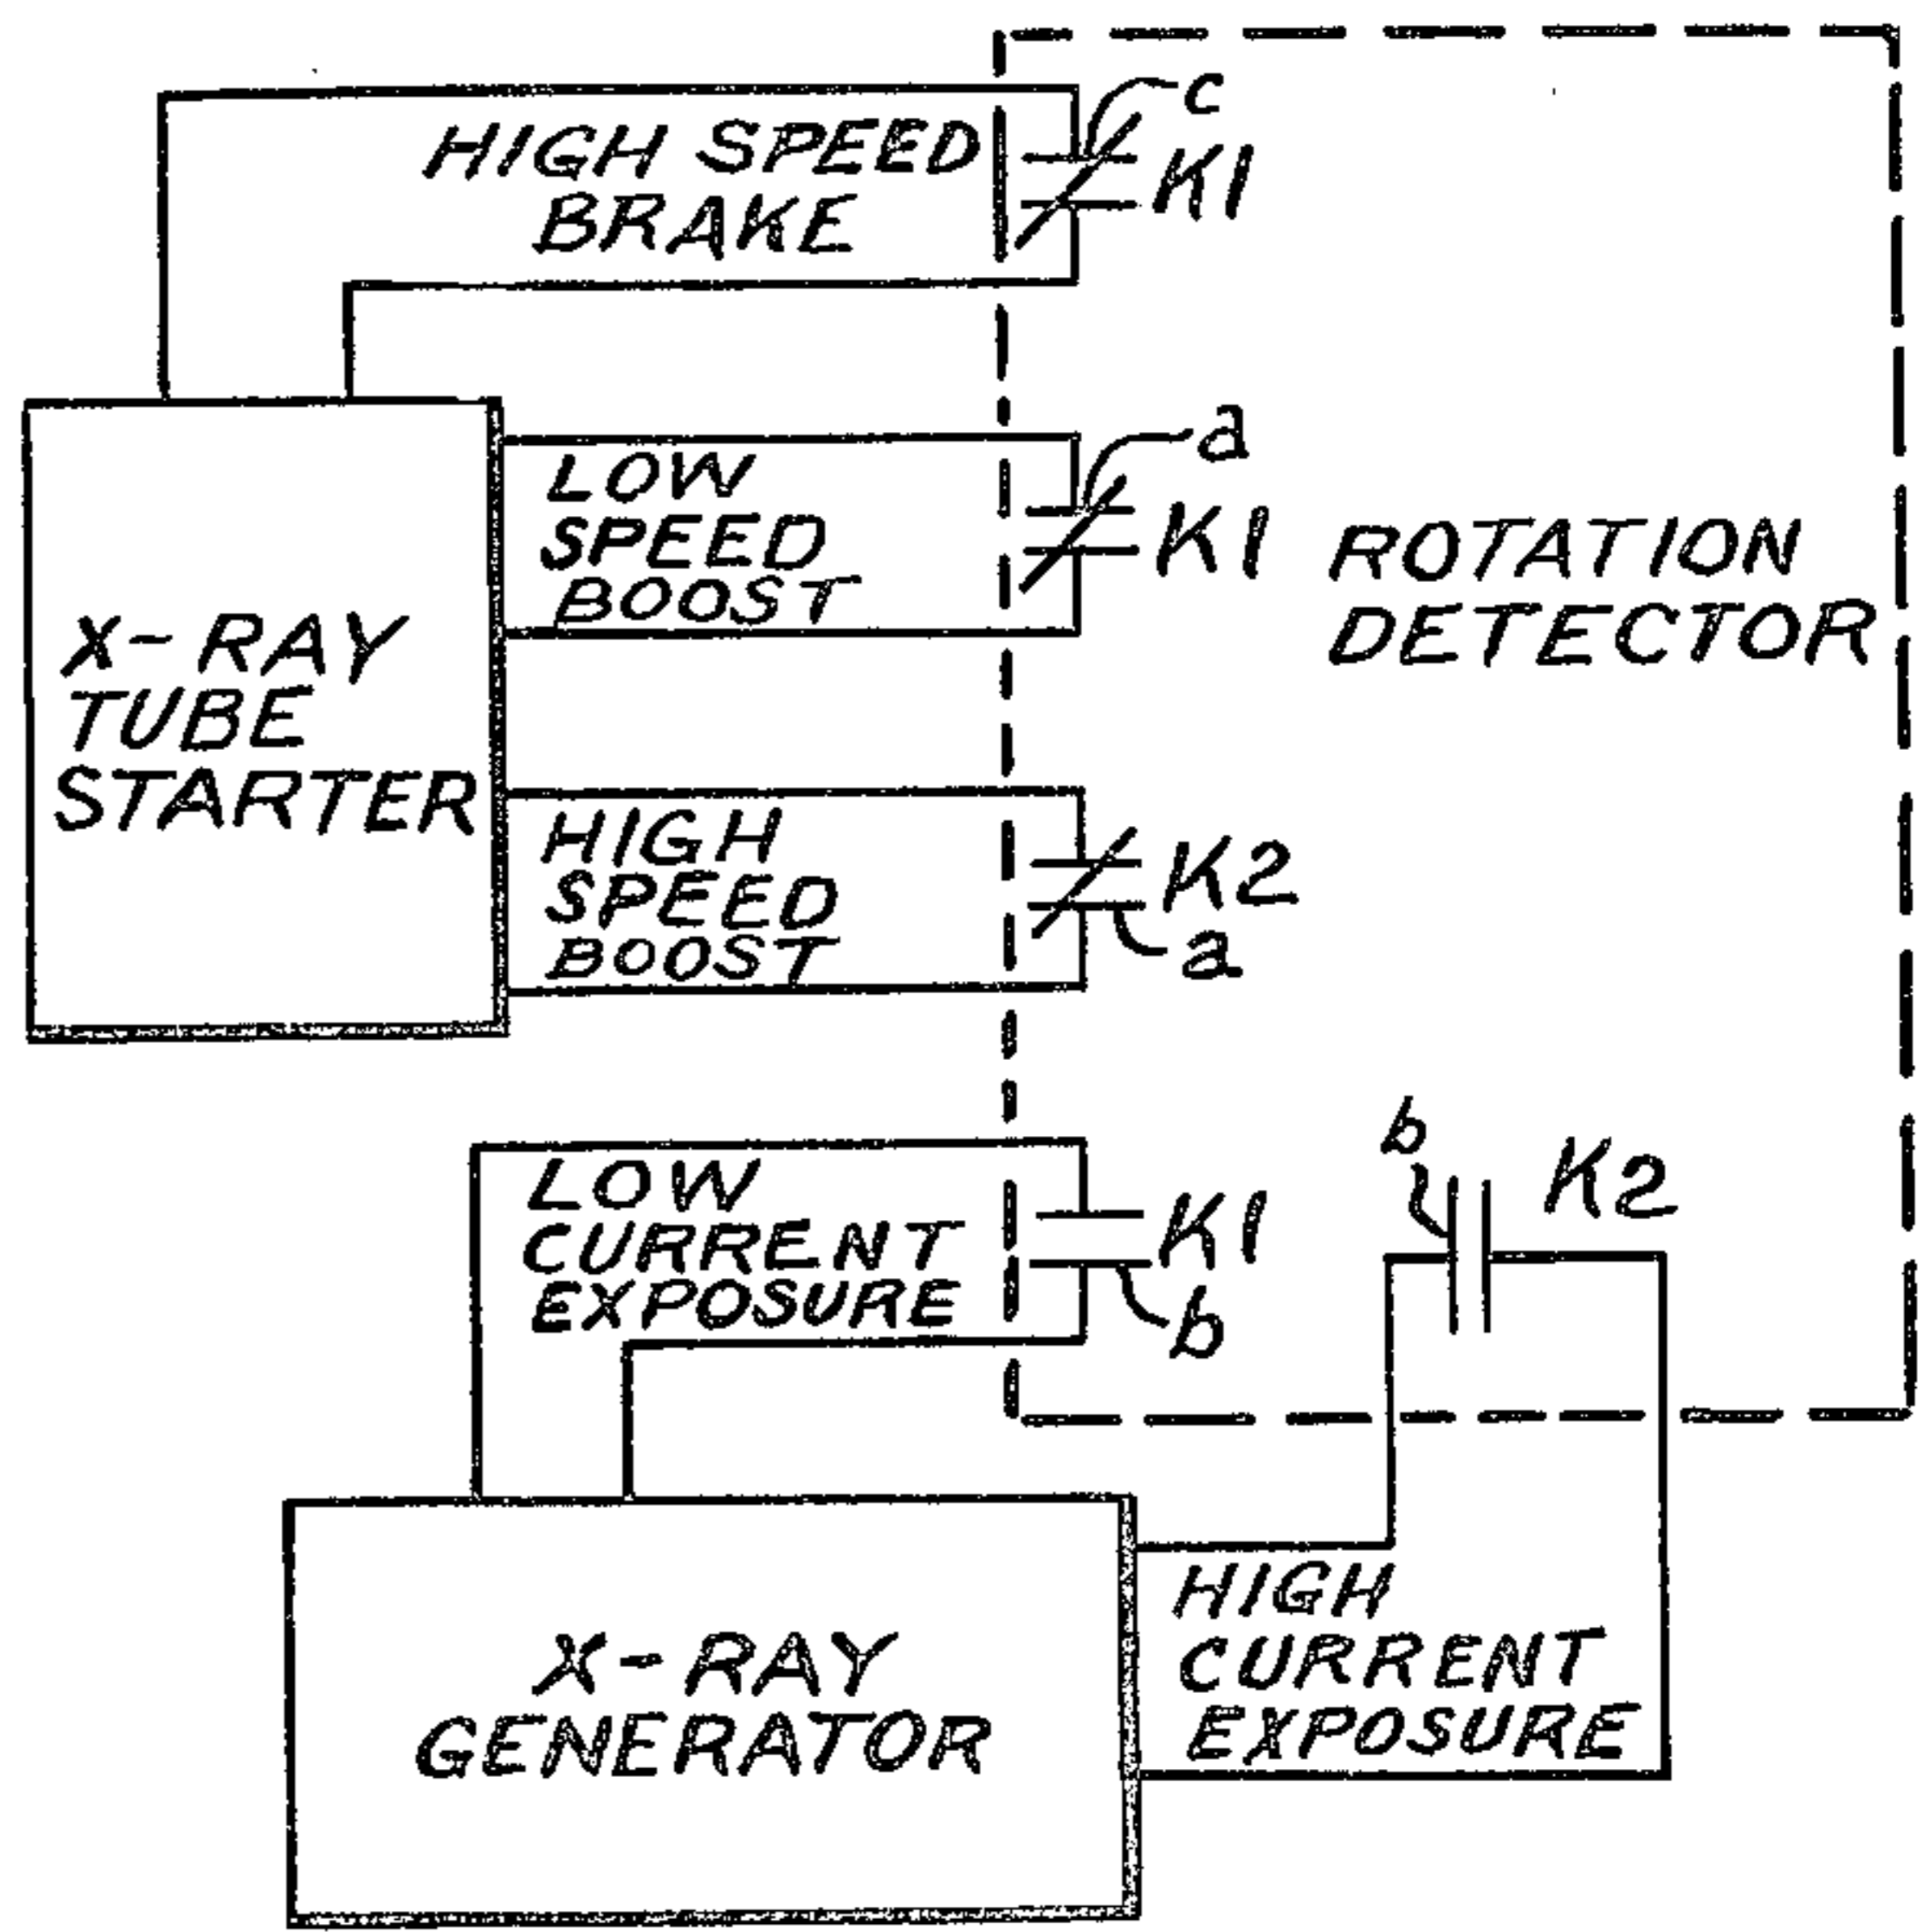 c
HIGH SPEED
BRAKE
K1
a
LOW
SPEED
BOOST
K1
ROTATION
DETECTOR
X-RAY
TUBE
STARTER
HIGH
SPEED
BOOST
K2
a
LOW
CURRENT
EXPOSURE
K1
b
b
K2
HIGH
CURRENT
EXPOSURE
X-RAY
GENERATOR